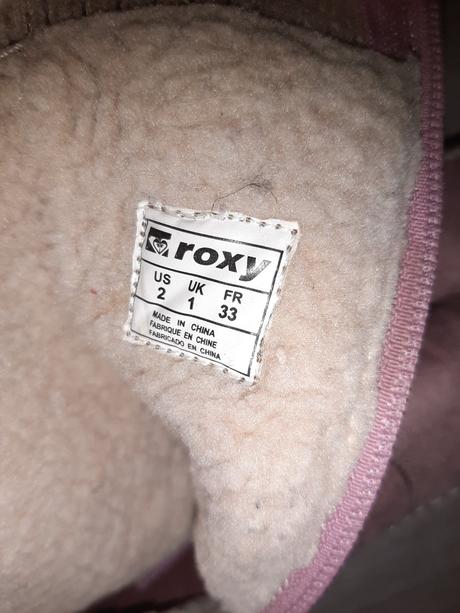 roxy
US UK FR
2 1 33
MADE IN CHINA
FABRIQUE EN CHINE
FABRICADO EN CHINA